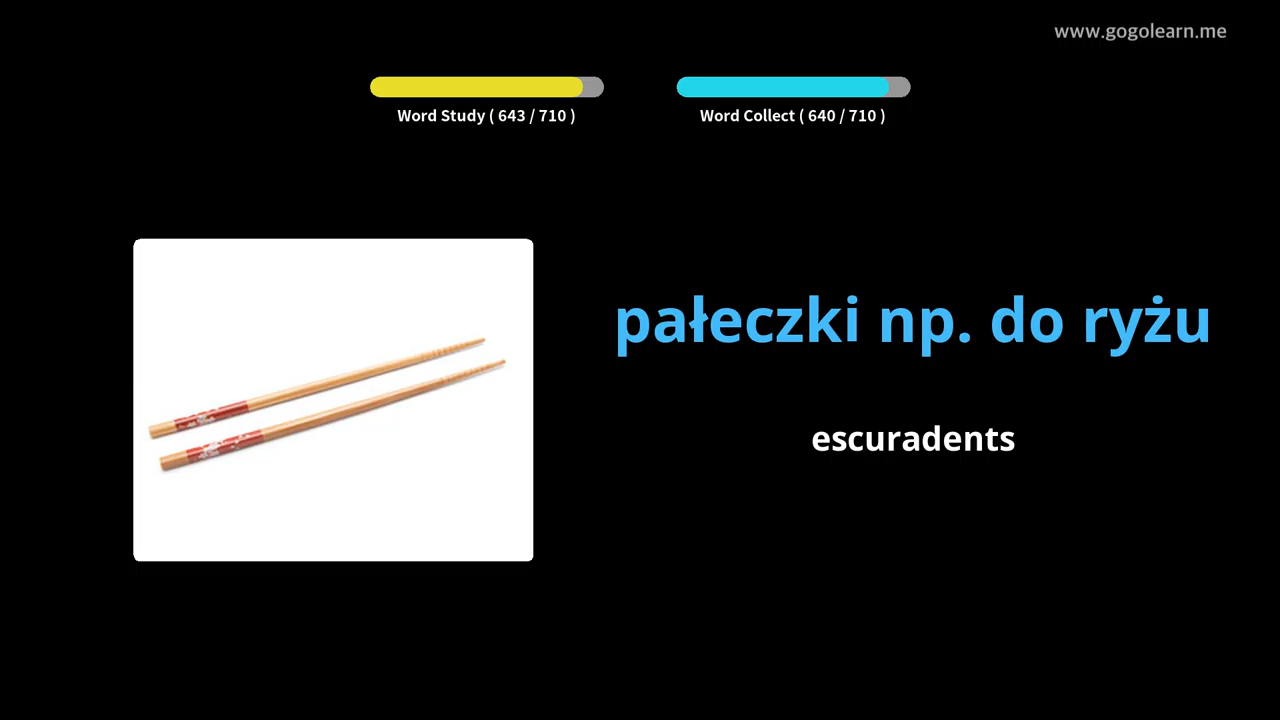 www.gogolearn.me
Word Study ( 643 / 710 )
Word Collect ( 640 / 710 )
pałeczki np. do ryżu
escuradents